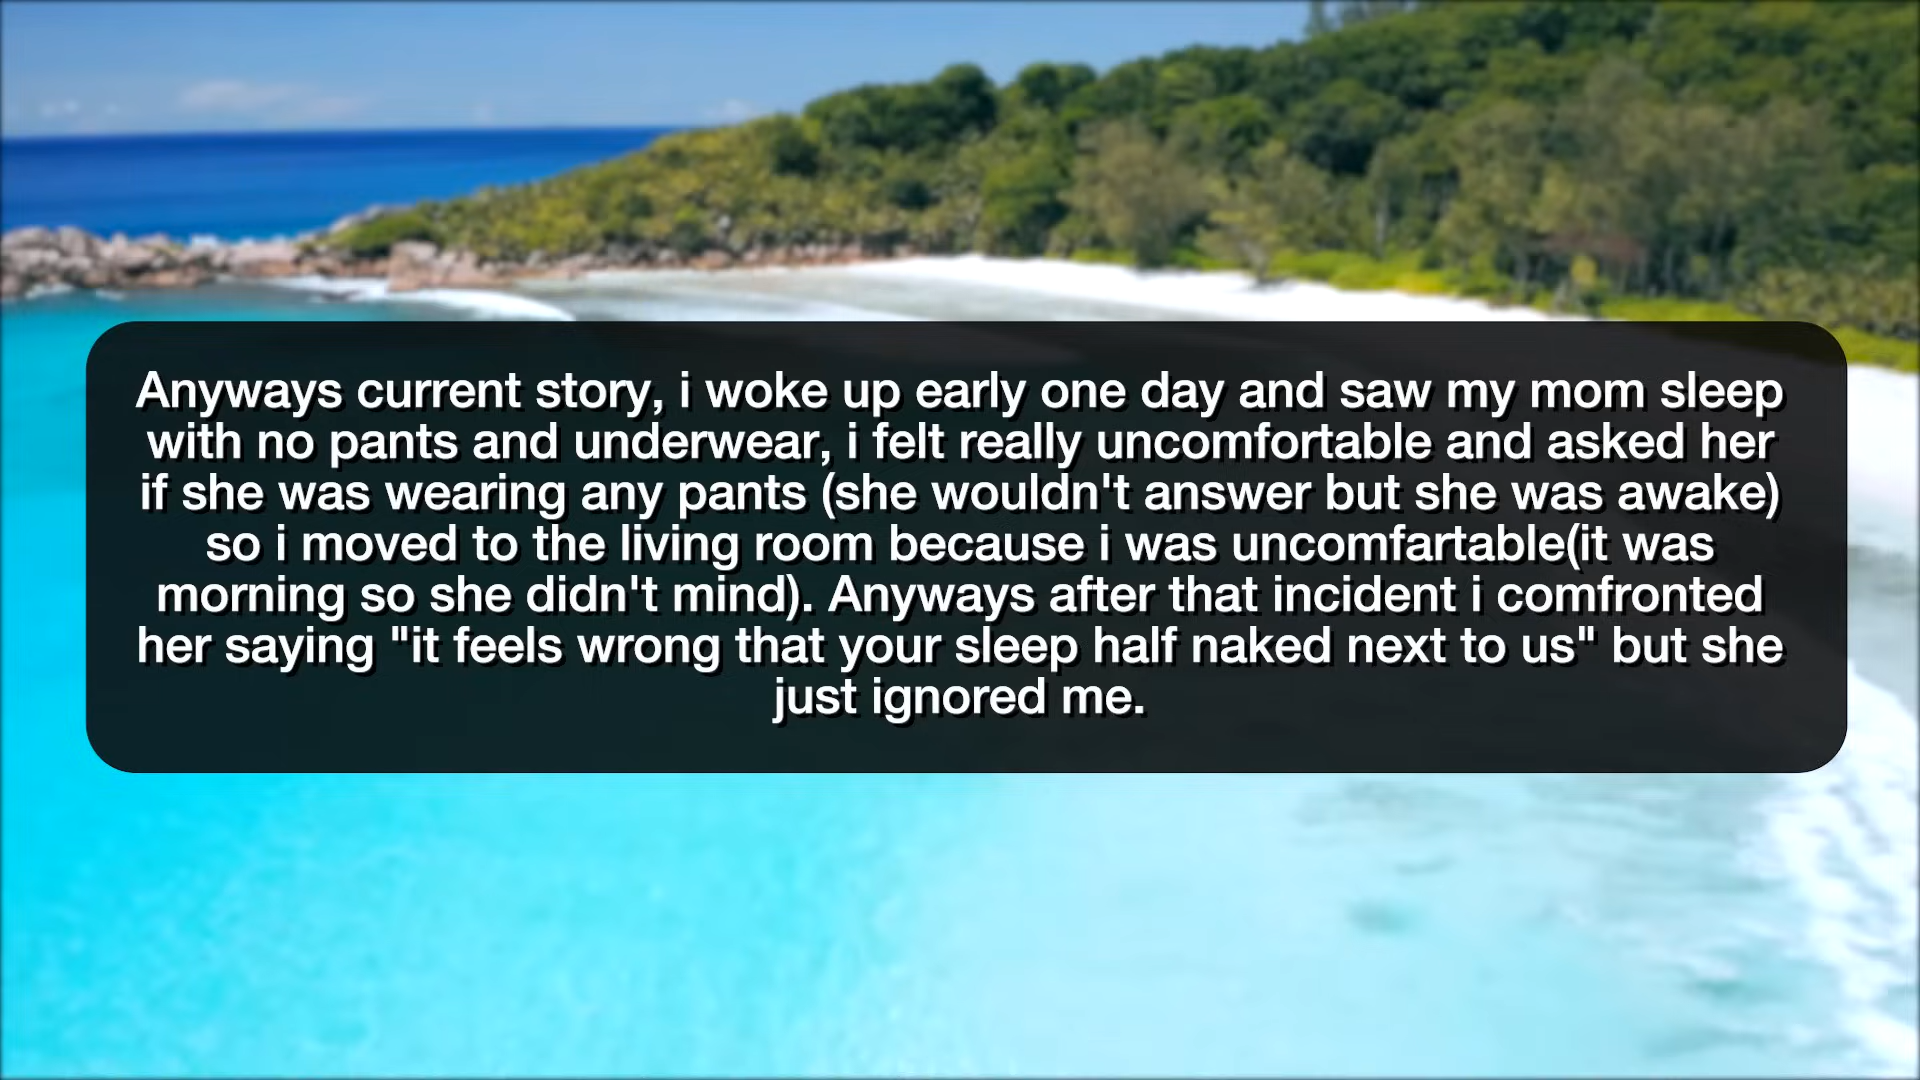 Anyways current story, i woke up early one day and saw my mom sleep
with no pants and underwear, i felt really uncomfortable and asked her
if she was wearing any pants (she wouldn't answer but she was awake)
so i moved to the living room because i was uncomfartable(it was
morning so she didn't mind). Anyways after that incident i comfronted
her saying "it feels wrong that your sleep half naked next to us" but she
just ignored me.